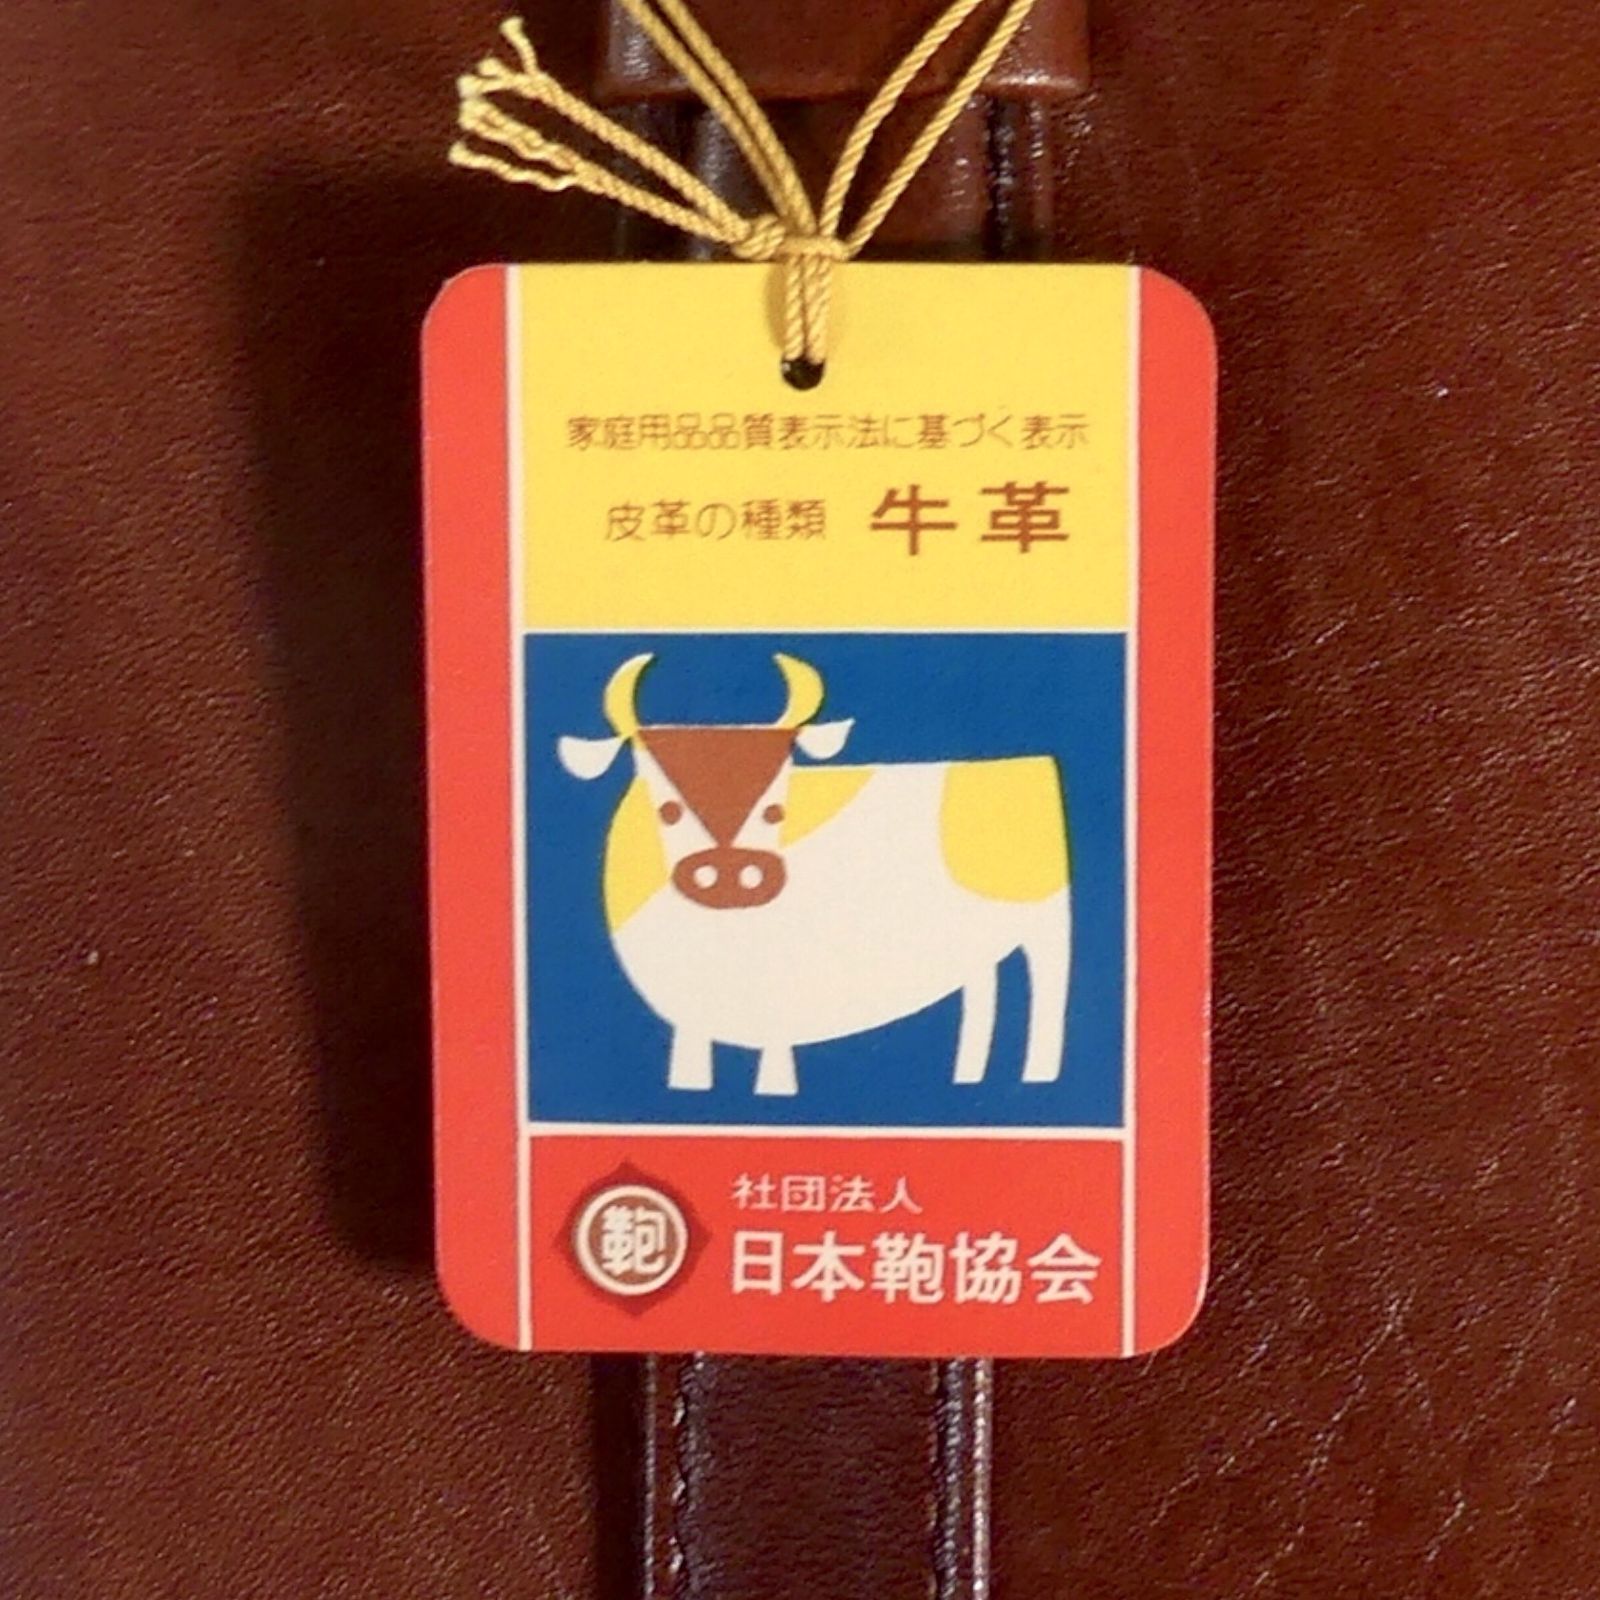 家庭用品品質表示法に基づく表示
皮革の種類 牛革
鞄
社団法人
日本鞄協会